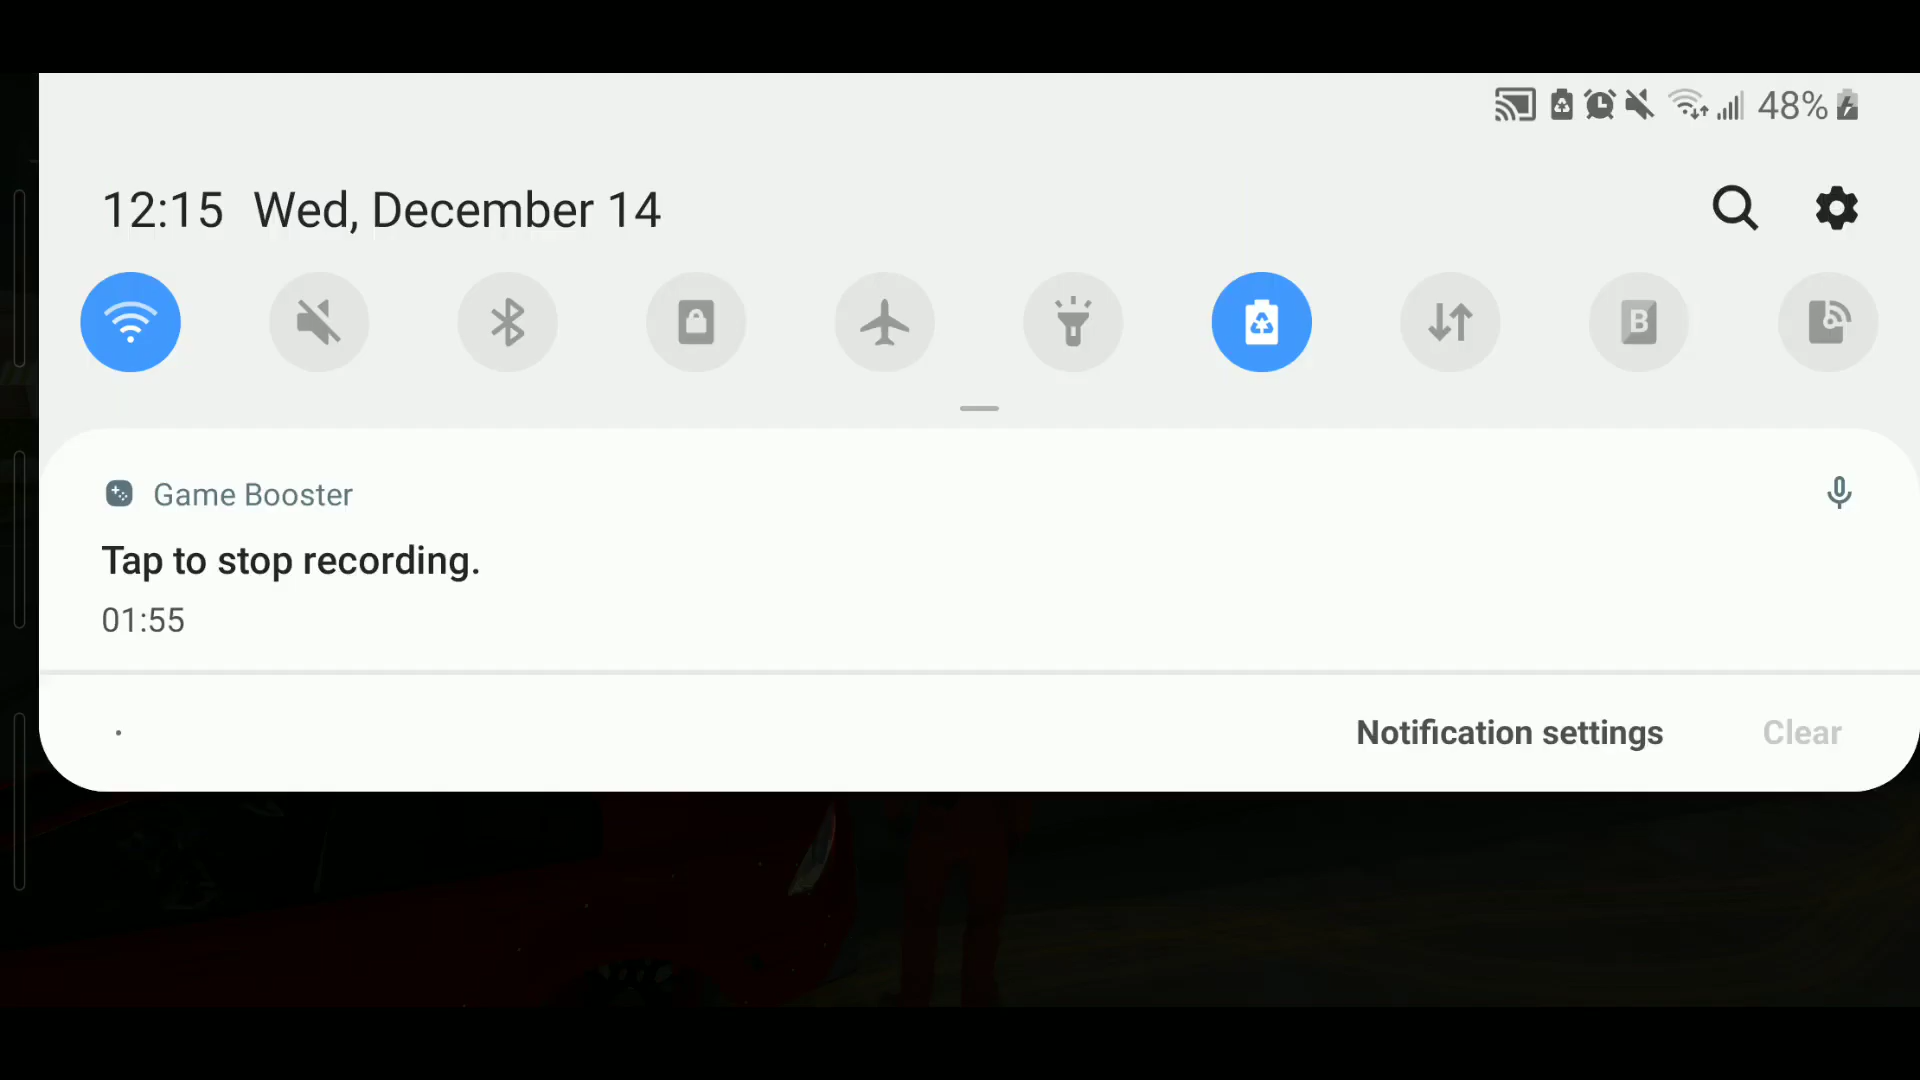 48%
12:15 Wed, December 14
B
Game Booster
Tap to stop recording.
01:55
Notification settings Clear